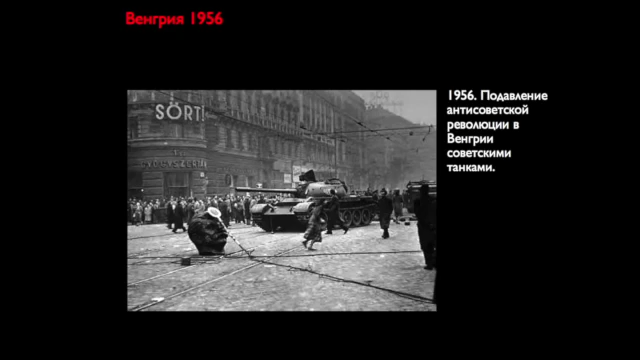 Венгрия 1956
1956. Подавление
антисоветской
революции в
Венгрии
советскими
танками.
SÖRT!